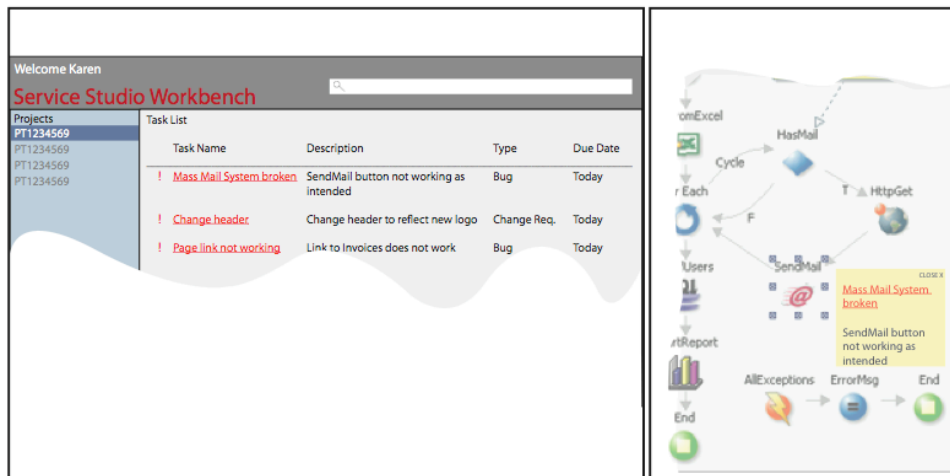 Welcome Karen
Service Studio Workbench
Projects
PT1234569
PT1234569
PT1234569
PT1234569
Task List
Task Name Description Type Due Date
! Mass Mail System broken SendMail button not working as intended Bug Today
! Change header Change header to reflect new logo Change Req. Today
! Page link not working Link to Invoices does not work Bug Today
omExcel
HasMail
Cycle
r Each
T
HttpGet
F
Users
SendMail
CLOSE X
Mass Mail System
broken
SendMail button
not working as
intended
rtReport
AllExceptions
ErrorMsg
End
End